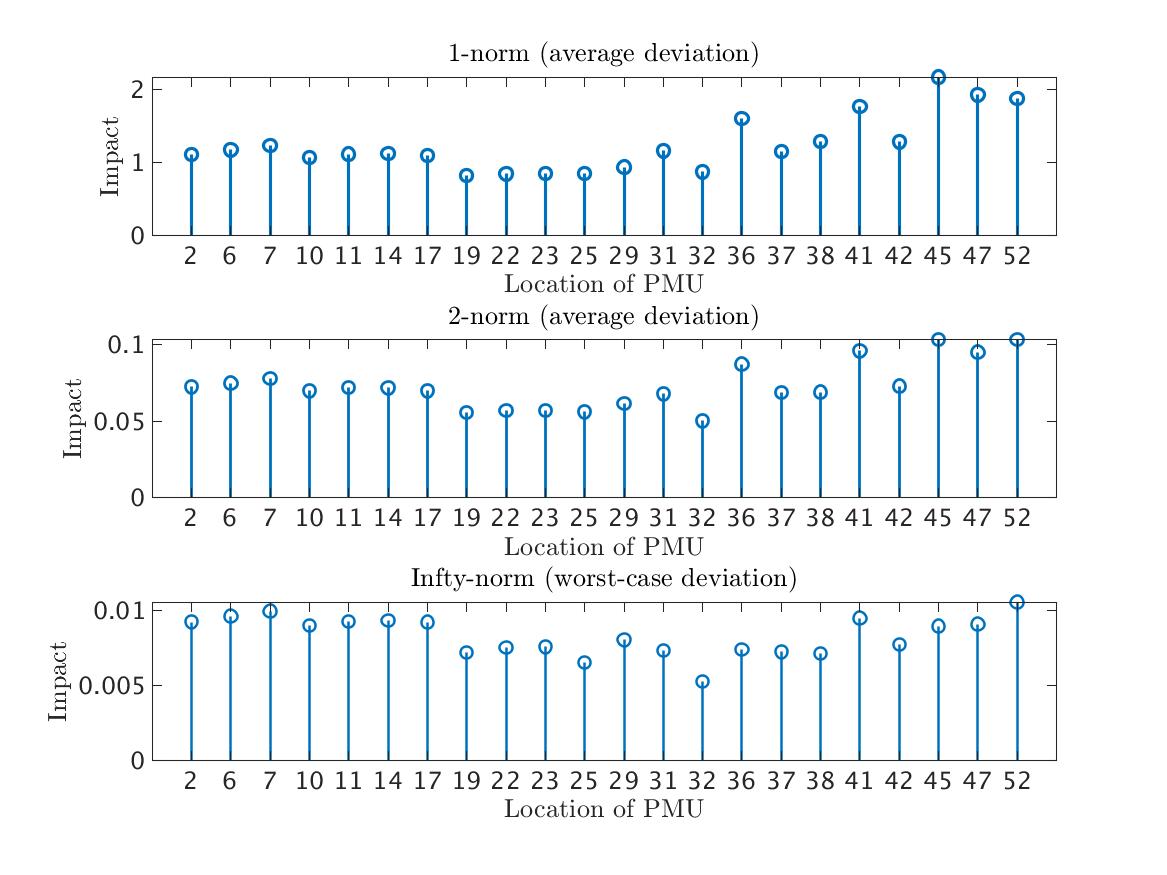 1-norm (average deviation)
2
1
0
Impact
2 6 7 10 11 14 17 19 22 23 25 29 31 32 36 37 38 41 42 45 47 52
Location of PMU
2-norm (average deviation)
0.1
0.05
0
Impact
2 6 7 10 11 14 17 19 22 23 25 29 31 32 36 37 38 41 42 45 47 52
Location of PMU
Infty-norm (worst-case deviation)
0.01
0.005
0
Impact
2 6 7 10 11 14 17 19 22 23 25 29 31 32 36 37 38 41 42 45 47 52
Location of PMU